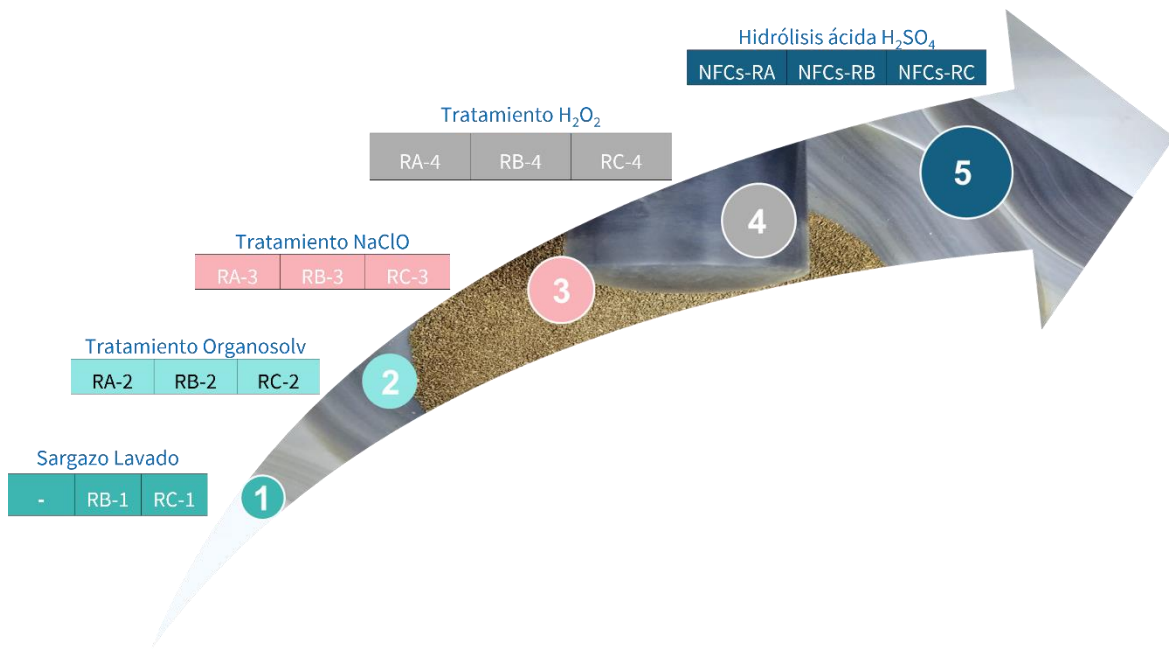 Hidrólisis ácida H₂SO₄
NFCs-RA NFCs-RB NFCs-RC
Tratamiento H₂O₂
RA-4 RB-4 RC-4
Tratamiento NaClO
RA-3 RB-3 RC-3
Tratamiento Organosolv
RA-2 RB-2 RC-2
Sargazo Lavado
- RB-1 RC-1
1
2
3
4
5